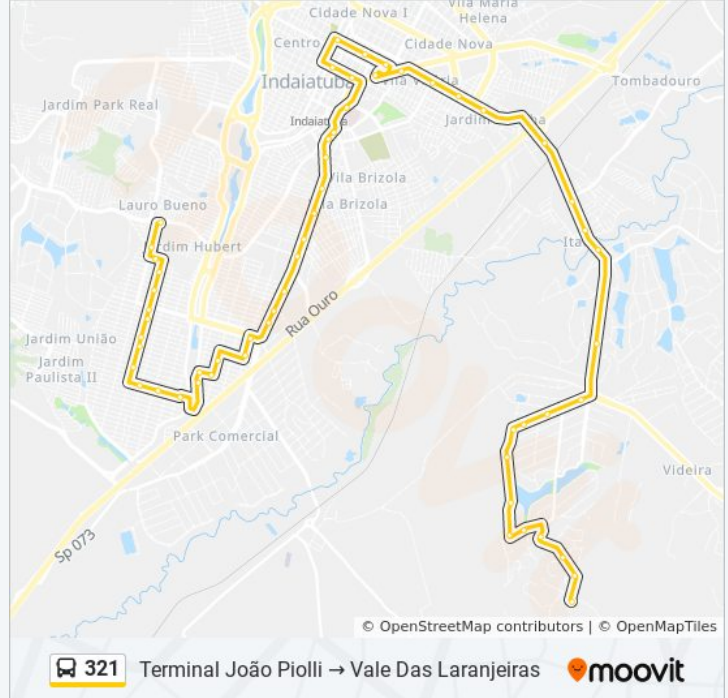 Cidade Nova I
Vila Maria
Helena
Centro
Cidade Nova
Indaiatuba
Tombadouro
Jardim Park Real
Jardim
Vila Brizola
Lauro Bueno
Jardim Hubert
Rua Ouro
Jardim União
Jardim
Paulista II
Park Comercial
Videira
Sp 073
© OpenStreetMap contributors | © OpenMapTiles
321 Terminal João Piolli → Vale Das Laranjeiras moovit